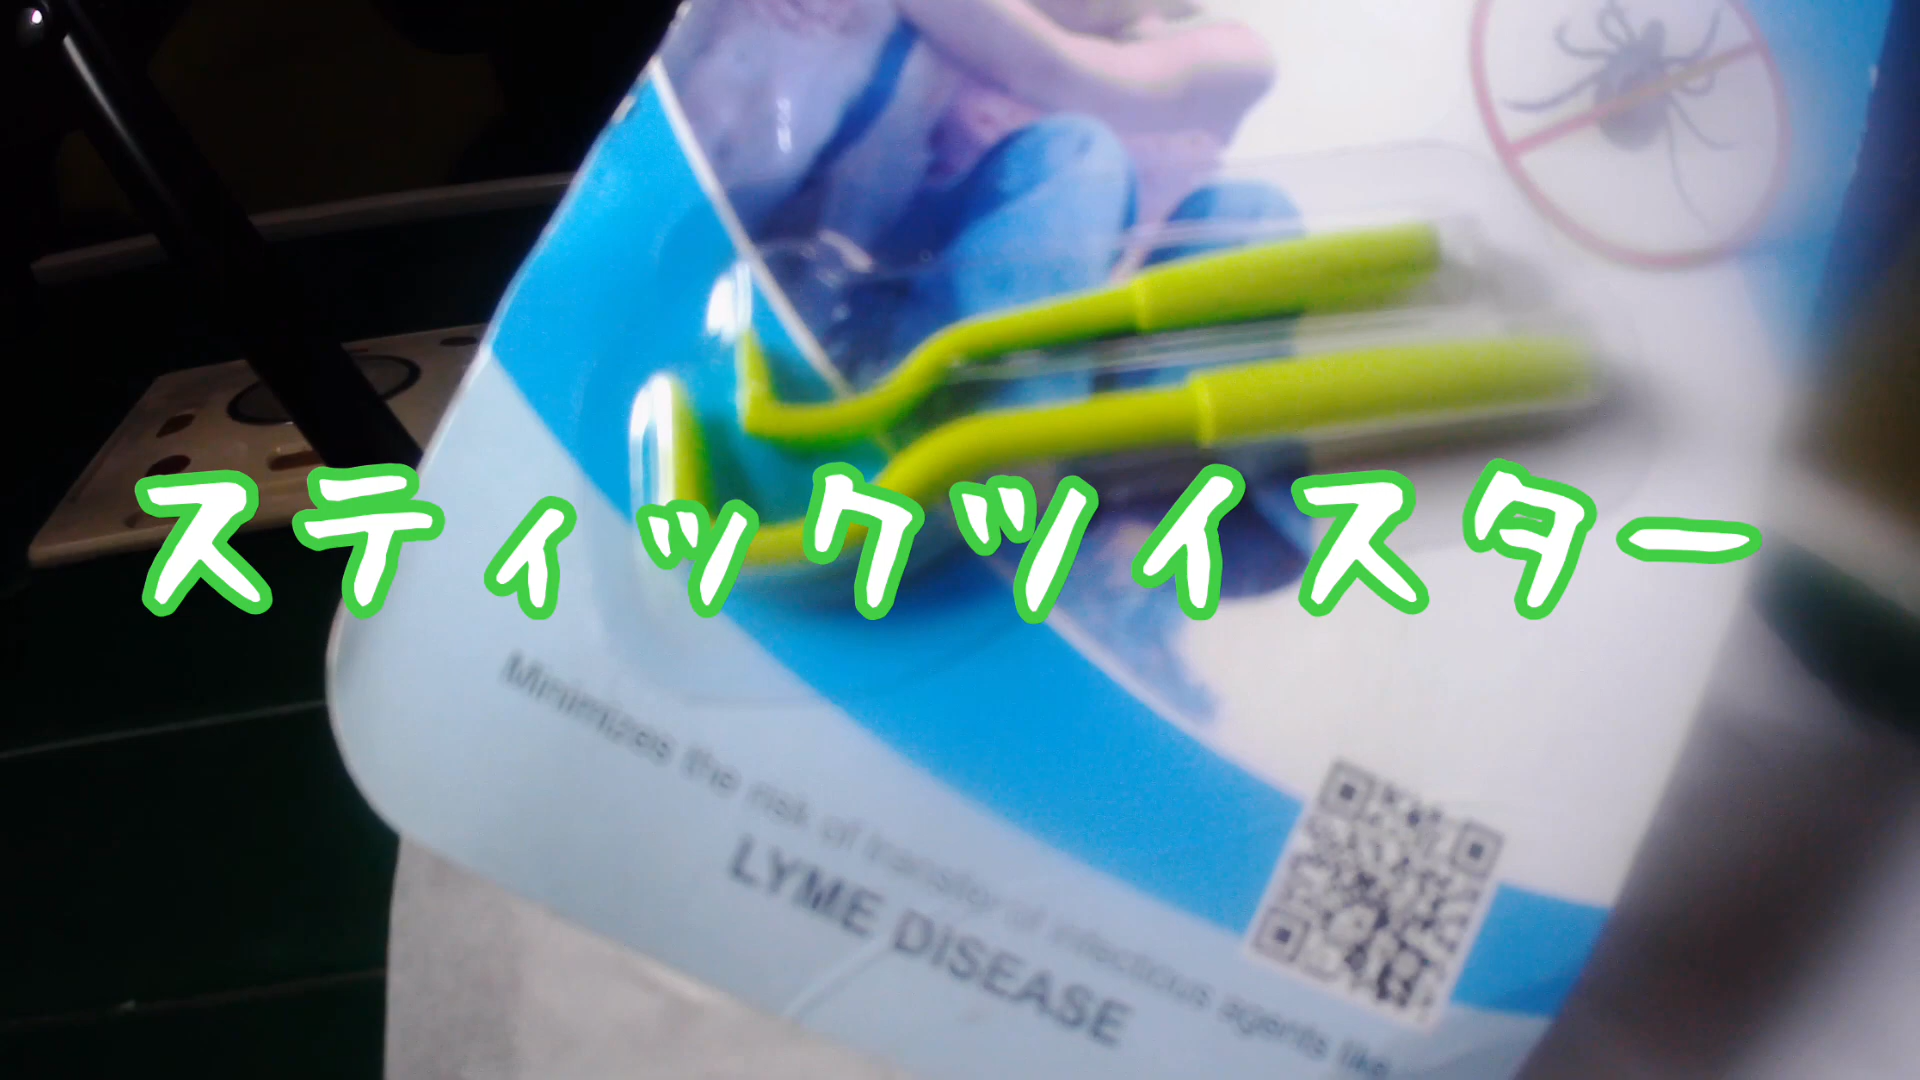 スティックツイスター
Minimizes the risk of transfer of infectious agents like
LYME DISEASE